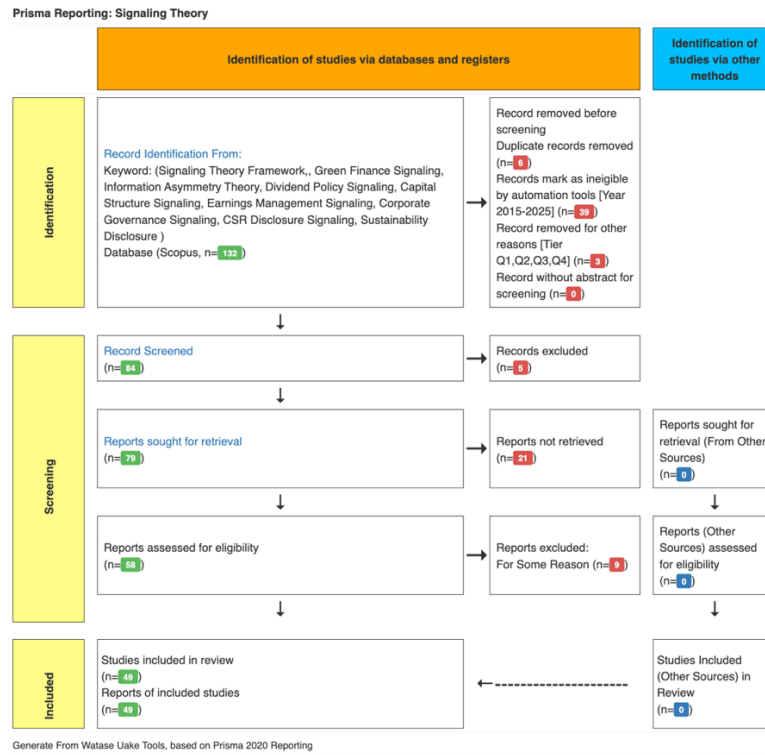 Prisma Reporting: Signaling Theory
Identification of studies via databases and registers
Identification of
studies via other
methods
Identification
Record Identification From:
Keyword: (Signaling Theory Framework,, Green Finance Signaling,
Information Asymmetry Theory, Dividend Policy Signaling, Capital
Structure Signaling, Earnings Management Signaling, Corporate
Governance Signaling, CSR Disclosure Signaling, Sustainability
Disclosure )
Database (Scopus, n= 132 )
Record removed before
screening
Duplicate records removed
(n= 6 )
Records mark as ineigible
by automation tools [Year
2015-2025] (n= 39 )
Record removed for other
reasons [Tier
Q1,Q2,Q3,Q4] (n= 3 )
Record without abstract for
screening (n= 0 )
Screening
Record Screened
(n= 84 )
Records excluded
(n= 5 )
Reports sought for retrieval
(n= 79 )
Reports not retrieved
(n= 21 )
Reports sought for
retrieval (From Other
Sources)
(n= 0 )
Reports assessed for eligibility
(n= 58 )
Reports excluded:
For Some Reason (n= 9 )
Reports (Other
Sources) assessed
for eligibility
(n= 0 )
Included
Studies included in review
(n= 49 )
Reports of included studies
(n= 49 )
Studies Included
(Other Sources) in
Review
(n= 0 )
Generate From Watase Uake Tools, based on Prisma 2020 Reporting